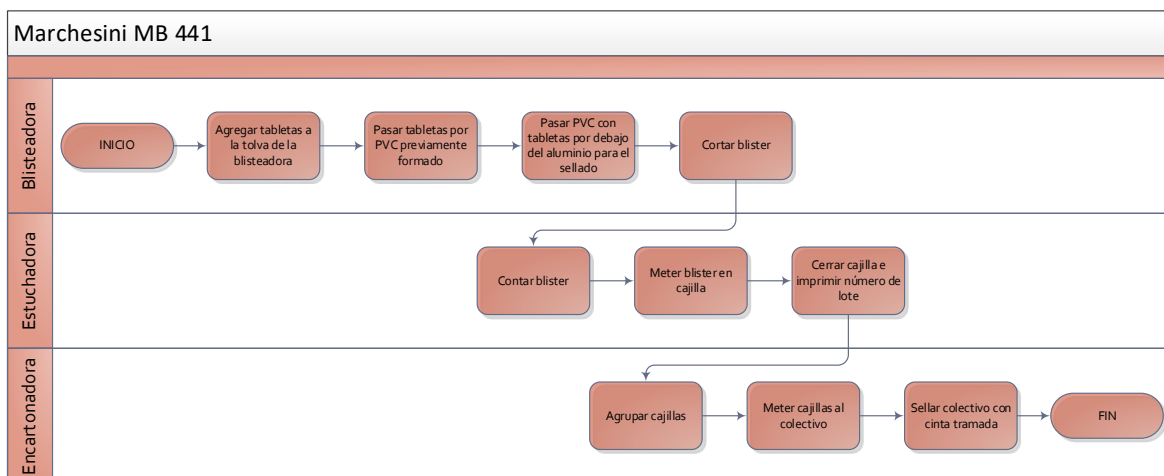 Marchesini MB 441
Blisteadora
INICIO
Agregar tabletas a
la tolva de la
blisteadora
Pasar tabletas por
PVC previamente
formado
Pasar PVC con
tabletas por debajo
del aluminio para el
sellado
Cortar blister
Estuchadora
Contar blister
Meter blister en
cajilla
Cerrar cajilla e
imprimir número de
lote
Encartonadora
Agrupar cajillas
Meter cajillas al
colectivo
Sellar colectivo con
cinta tramada
FIN